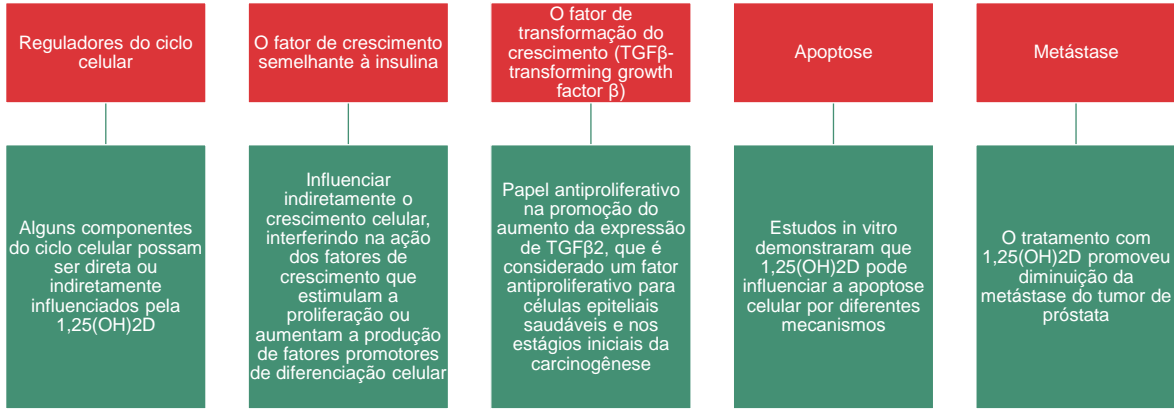 Reguladores do ciclo
celular
O fator de crescimento
semelhante à insulina
O fator de
transformação do
crescimento (TGFβ-
transforming growth
factor β)
Apoptose
Metástase
Alguns componentes
do ciclo celular possam
ser direta ou
indiretamente
influenciados pela
1,25(OH)2D
Influenciar
indiretamente o
crescimento celular,
interferindo na ação
dos fatores de
crescimento que
estimulam a
proliferação ou
aumentam a produção
de fatores promotores
de diferenciação celular
Papel antiproliferativo
na promoção do
aumento da expressão
de TGFβ2, que é
considerado um fator
antiproliferativo para
células epiteliais
saudáveis e nos
estágios iniciais da
carcinogênese
Estudos in vitro
demonstraram que
1,25(OH)2D pode
influenciar a apoptose
celular por diferentes
mecanismos
O tratamento com
1,25(OH)2D promoveu
diminuição da
metástase do tumor de
próstata